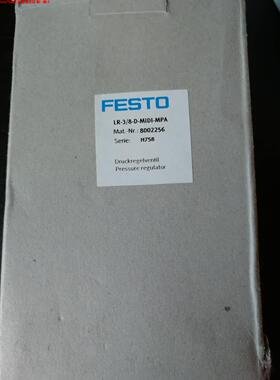 FESTO
LR-3/8-D-MIDI-MPA
Mat.-Nr.: 8002256
Serie: H758
Druckregelventil
Pressure regulator